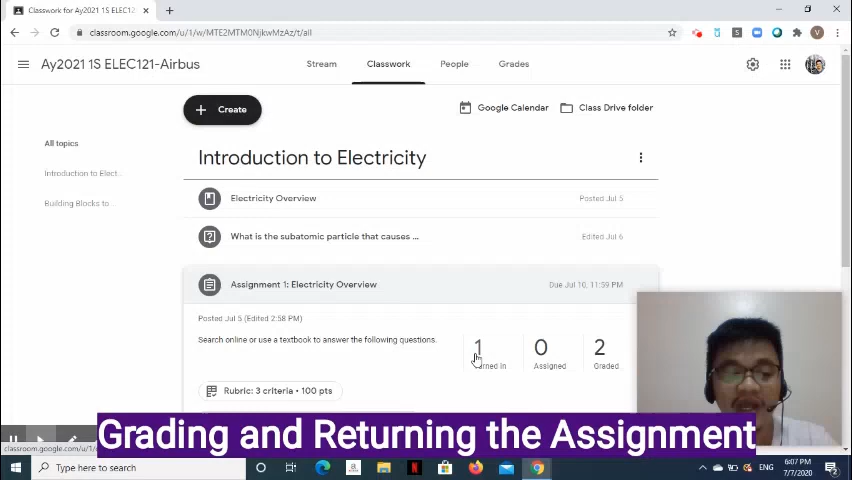 Classwork for Ay2021 1S ELEC121-
classroom.google.com/u/1/w/MTE2MTM0NjkwMzAz/t/all
Ay2021 1S ELEC121-Airbus
Stream
Classwork
People
Grades
Create
Google Calendar
Class Drive folder
All topics
Introduction to Elect...
Building Blocks to ...
Introduction to Electricity
Electricity Overview
Posted Jul 5
What is the subatomic particle that causes ...
Edited Jul 6
Assignment 1: Electricity Overview
Due Jul 10, 11:59 PM
Posted Jul 5 (Edited 2:58 PM)
Search online or use a textbook to answer the following questions.
1
0
2
Turned in
Assigned
Graded
Rubric: 3 criteria • 100 pts
Grading and Returning the Assignment
Type here to search
ENG
6:07 PM
7/7/2020